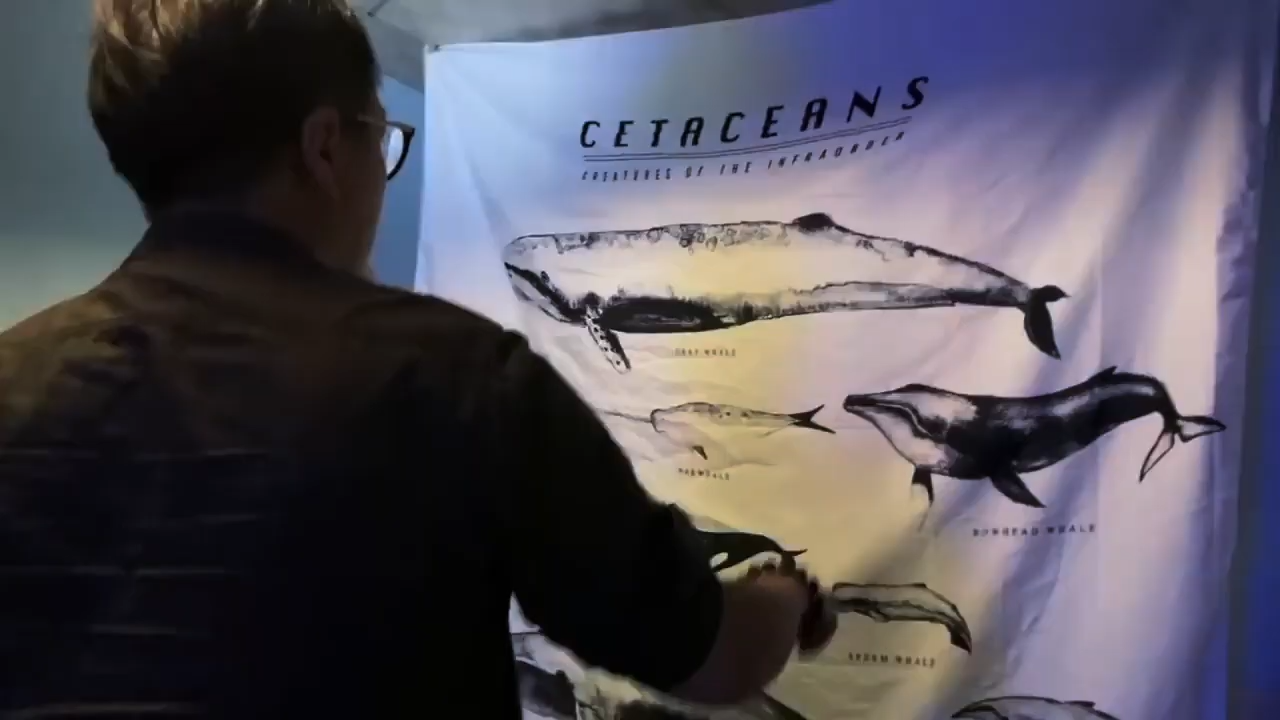 CETACEANS
CREATURES OF THE INFRAORDER
GRAY WHALE
NARWHALE
BOWHEAD WHALE
SPERM WHALE